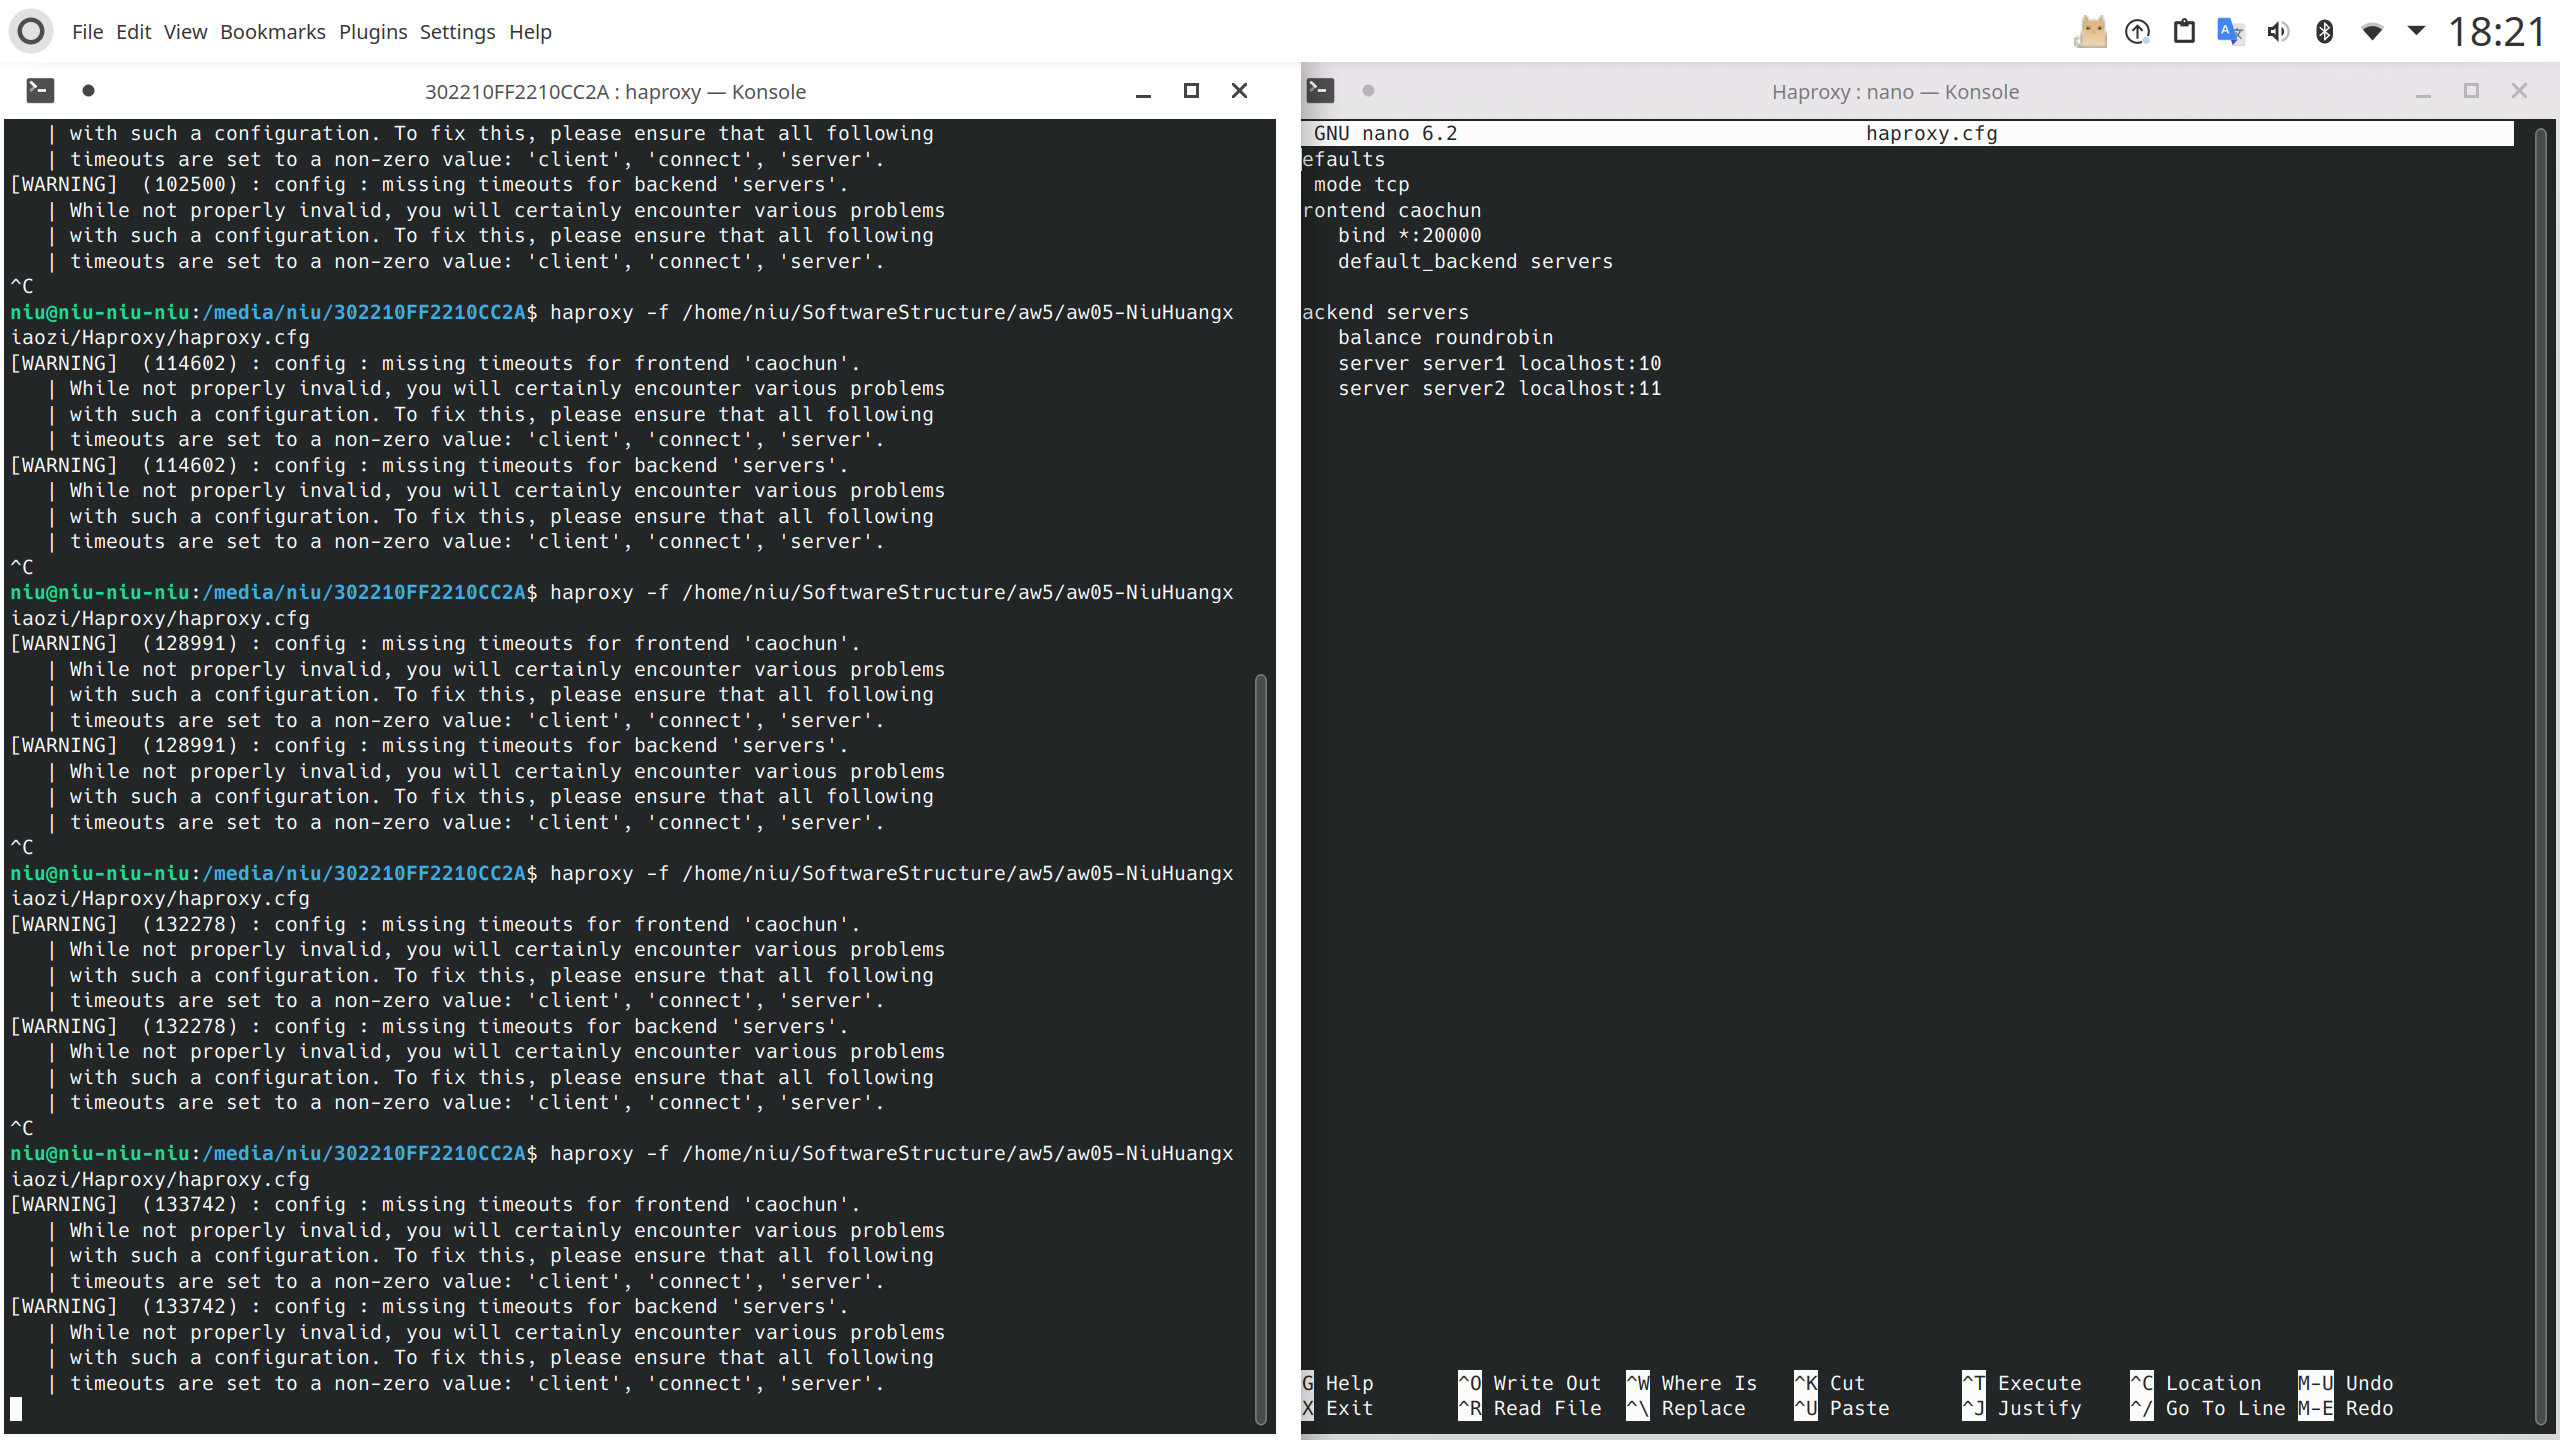 File Edit View Bookmarks Plugins Settings Help
18:21
302210FF2210CC2A : haproxy — Konsole
| with such a configuration. To fix this, please ensure that all following
| timeouts are set to a non-zero value: 'client', 'connect', 'server'.
[WARNING]  (102500) : config : missing timeouts for backend 'servers'.
| While not properly invalid, you will certainly encounter various problems
| with such a configuration. To fix this, please ensure that all following
| timeouts are set to a non-zero value: 'client', 'connect', 'server'.
^C
niu@niu-niu-niu:/media/niu/302210FF2210CC2A$ haproxy -f /home/niu/SoftwareStructure/aw5/aw05-NiuHuangx
iaozi/Haproxy/haproxy.cfg
[WARNING]  (114602) : config : missing timeouts for frontend 'caochun'.
| While not properly invalid, you will certainly encounter various problems
| with such a configuration. To fix this, please ensure that all following
| timeouts are set to a non-zero value: 'client', 'connect', 'server'.
[WARNING]  (114602) : config : missing timeouts for backend 'servers'.
| While not properly invalid, you will certainly encounter various problems
| with such a configuration. To fix this, please ensure that all following
| timeouts are set to a non-zero value: 'client', 'connect', 'server'.
^C
niu@niu-niu-niu:/media/niu/302210FF2210CC2A$ haproxy -f /home/niu/SoftwareStructure/aw5/aw05-NiuHuangx
iaozi/Haproxy/haproxy.cfg
[WARNING]  (128991) : config : missing timeouts for frontend 'caochun'.
| While not properly invalid, you will certainly encounter various problems
| with such a configuration. To fix this, please ensure that all following
| timeouts are set to a non-zero value: 'client', 'connect', 'server'.
[WARNING]  (128991) : config : missing timeouts for backend 'servers'.
| While not properly invalid, you will certainly encounter various problems
| with such a configuration. To fix this, please ensure that all following
| timeouts are set to a non-zero value: 'client', 'connect', 'server'.
^C
niu@niu-niu-niu:/media/niu/302210FF2210CC2A$ haproxy -f /home/niu/SoftwareStructure/aw5/aw05-NiuHuangx
iaozi/Haproxy/haproxy.cfg
[WARNING]  (132278) : config : missing timeouts for frontend 'caochun'.
| While not properly invalid, you will certainly encounter various problems
| with such a configuration. To fix this, please ensure that all following
| timeouts are set to a non-zero value: 'client', 'connect', 'server'.
[WARNING]  (132278) : config : missing timeouts for backend 'servers'.
| While not properly invalid, you will certainly encounter various problems
| with such a configuration. To fix this, please ensure that all following
| timeouts are set to a non-zero value: 'client', 'connect', 'server'.
^C
niu@niu-niu-niu:/media/niu/302210FF2210CC2A$ haproxy -f /home/niu/SoftwareStructure/aw5/aw05-NiuHuangx
iaozi/Haproxy/haproxy.cfg
[WARNING]  (133742) : config : missing timeouts for frontend 'caochun'.
| While not properly invalid, you will certainly encounter various problems
| with such a configuration. To fix this, please ensure that all following
| timeouts are set to a non-zero value: 'client', 'connect', 'server'.
[WARNING]  (133742) : config : missing timeouts for backend 'servers'.
| While not properly invalid, you will certainly encounter various problems
| with such a configuration. To fix this, please ensure that all following
| timeouts are set to a non-zero value: 'client', 'connect', 'server'.
Haproxy : nano — Konsole
GNU nano 6.2 haproxy.cfg
efaults
mode tcp
rontend caochun
bind *:20000
default_backend servers
ackend servers
balance roundrobin
server server1 localhost:10
server server2 localhost:11
G Help ^O Write Out ^W Where Is ^K Cut ^T Execute ^C Location M-U Undo
X Exit ^R Read File ^\ Replace ^U Paste ^J Justify ^/ Go To Line M-E Redo